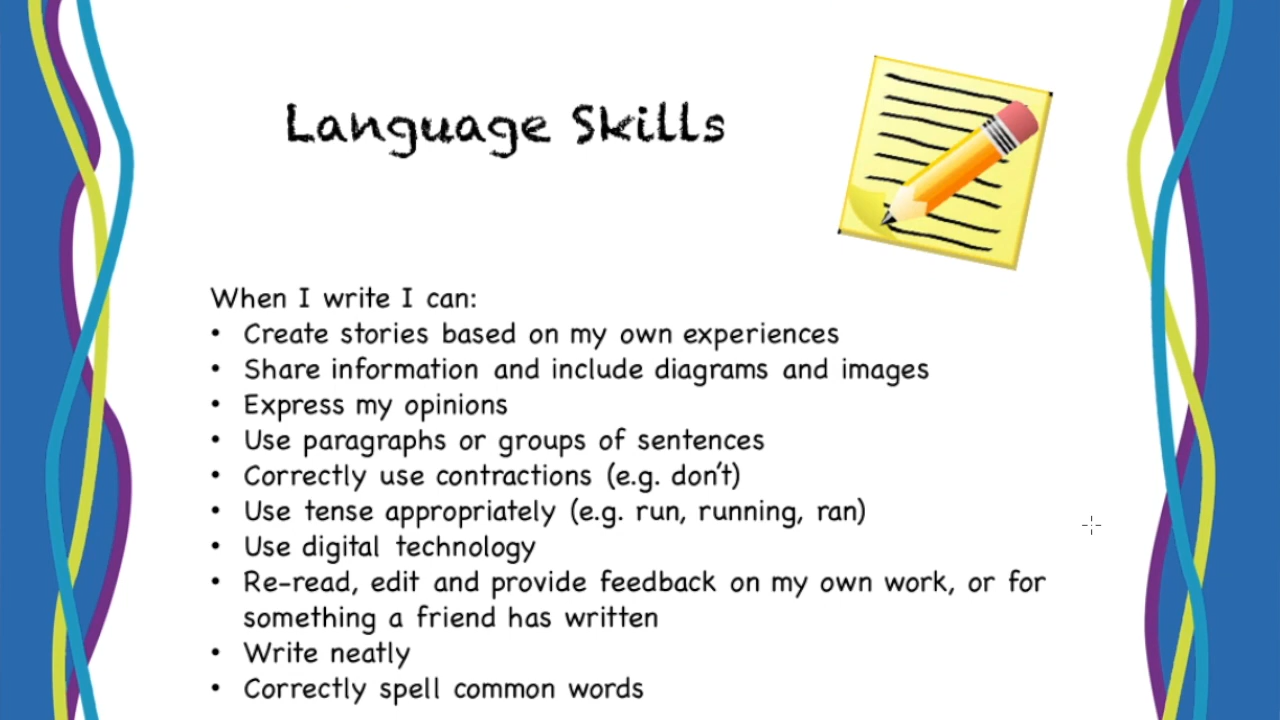 Language Skills
When I write I can:
• Create stories based on my own experiences
• Share information and include diagrams and images
• Express my opinions
• Use paragraphs or groups of sentences
• Correctly use contractions (e.g. don't)
• Use tense appropriately (e.g. run, running, ran)
• Use digital technology
• Re-read, edit and provide feedback on my own work, or for
something a friend has written
• Write neatly
• Correctly spell common words